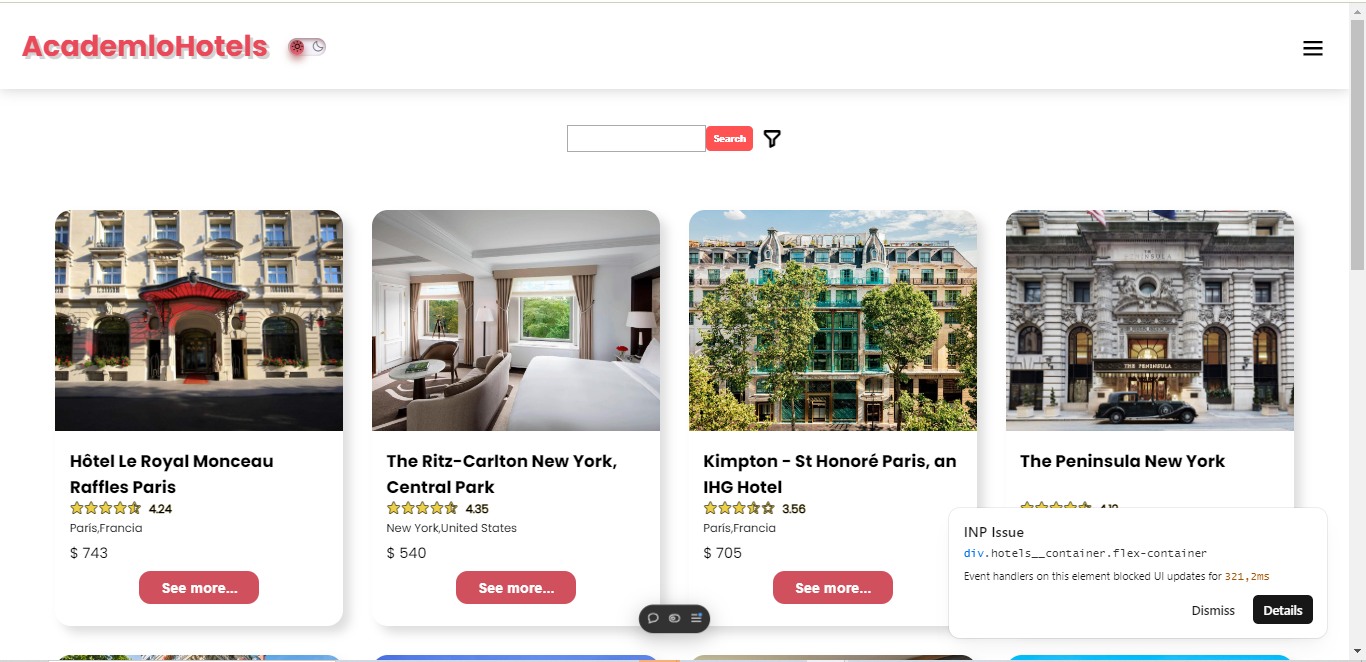 AcademloHotels
Search
Hôtel Le Royal Monceau
Raffles Paris
4.24
París,Francia
$ 743
See more...
The Ritz-Carlton New York,
Central Park
4.35
New York,United States
$ 540
See more...
Kimpton - St Honoré Paris, an
IHG Hotel
3.56
París,Francia
$ 705
See more...
THE PENINSULA
The Peninsula New York
INP Issue
div.hotels__container.flex-container
Event handlers on this element blocked UI updates for 321,2ms
Dismiss
Details